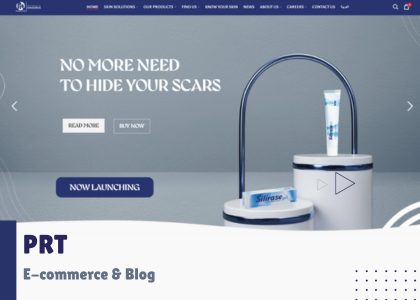 HOME SKIN SOLUTIONS OUR PRODUCTS FIND US KNOW YOUR SKIN NEWS ABOUT US CAREERS CONTACT US العربية
NO MORE NEED
TO HIDE YOUR SCARS
READ MORE
BUY NOW
NOW LAUNCHING
Silirase
PRT
E-commerce & Blog